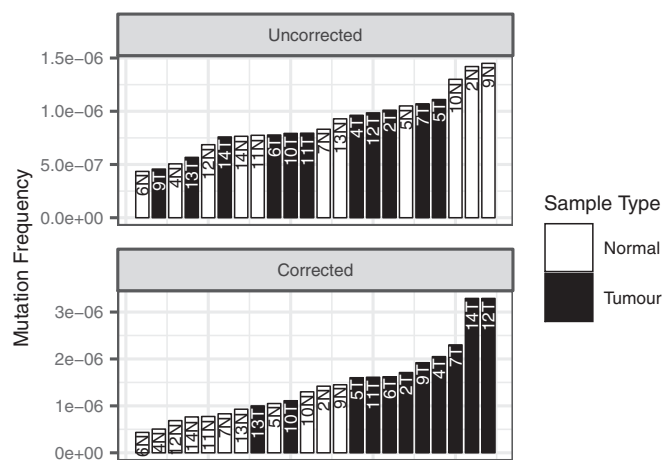 Uncorrected
1.5e−06
1.0e−06
5.0e−07
0.0e+00
6N 9T 4N 13T 12N 14T 14N 11N 6T 10T 11T 7N 13N 4T 12T 2T 5N 7T 5T 10N 2N 9N
Mutation Frequency
Corrected
3e−06
2e−06
1e−06
0e+00
6N 4N 12N 14N 11N 7N 13N 13T 5N 10T 10N 2N 9N 5T 11T 6T 2T 9T 4T 7T 14T 12T
Sample Type
Normal
Tumour